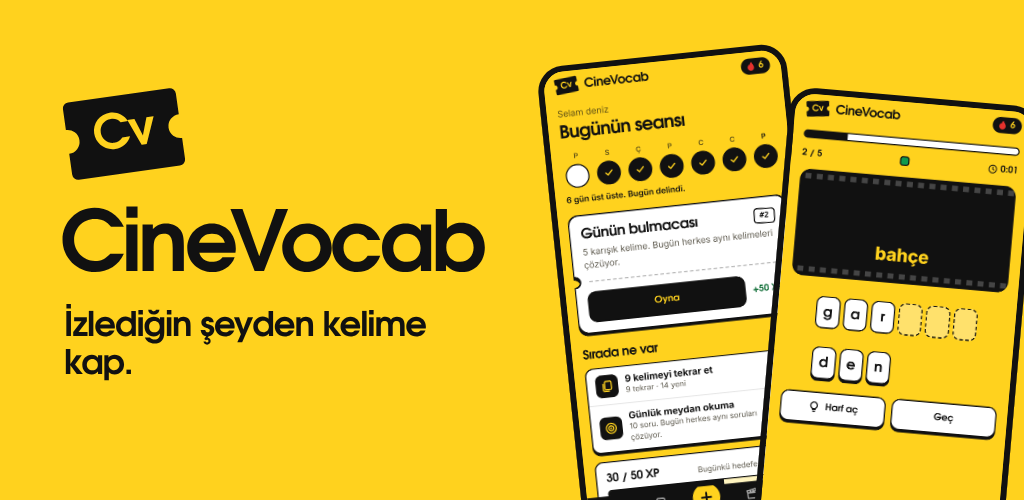 Cv
CineVocab
İzlediğin şeyden kelime
kap.
Cv CineVocab 6
Selam deniz
Bugünün seansı
P S Ç P C C P
6 gün üst üste. Bugün delindi.
Günün bulmacası #2
5 karışık kelime. Bugün herkes aynı kelimeleri
çözüyor.
Oyna +50
Sırada ne var
9 kelimeyi tekrar et
9 tekrar · 14 yeni
Günlük meydan okuma
10 soru. Bugün herkes aynı soruları
çözüyor.
30 / 50 XP Bugünkü hedef
Cv CineVocab 6
2 / 5 0:01
bahçe
g a r
d e n
Harf aç Geç